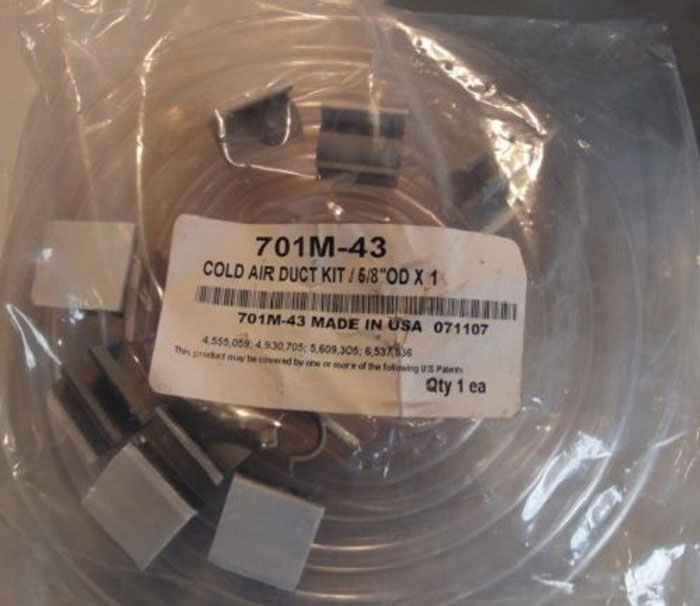 701M-43
COLD AIR DUCT KIT / 5/8"OD X 1
701M-43 MADE IN USA 071107
4,555,059; 4,930,705; 5,609,305; 6,537,536
This product may be covered by one or more of the following US Patents
Qty 1 ea